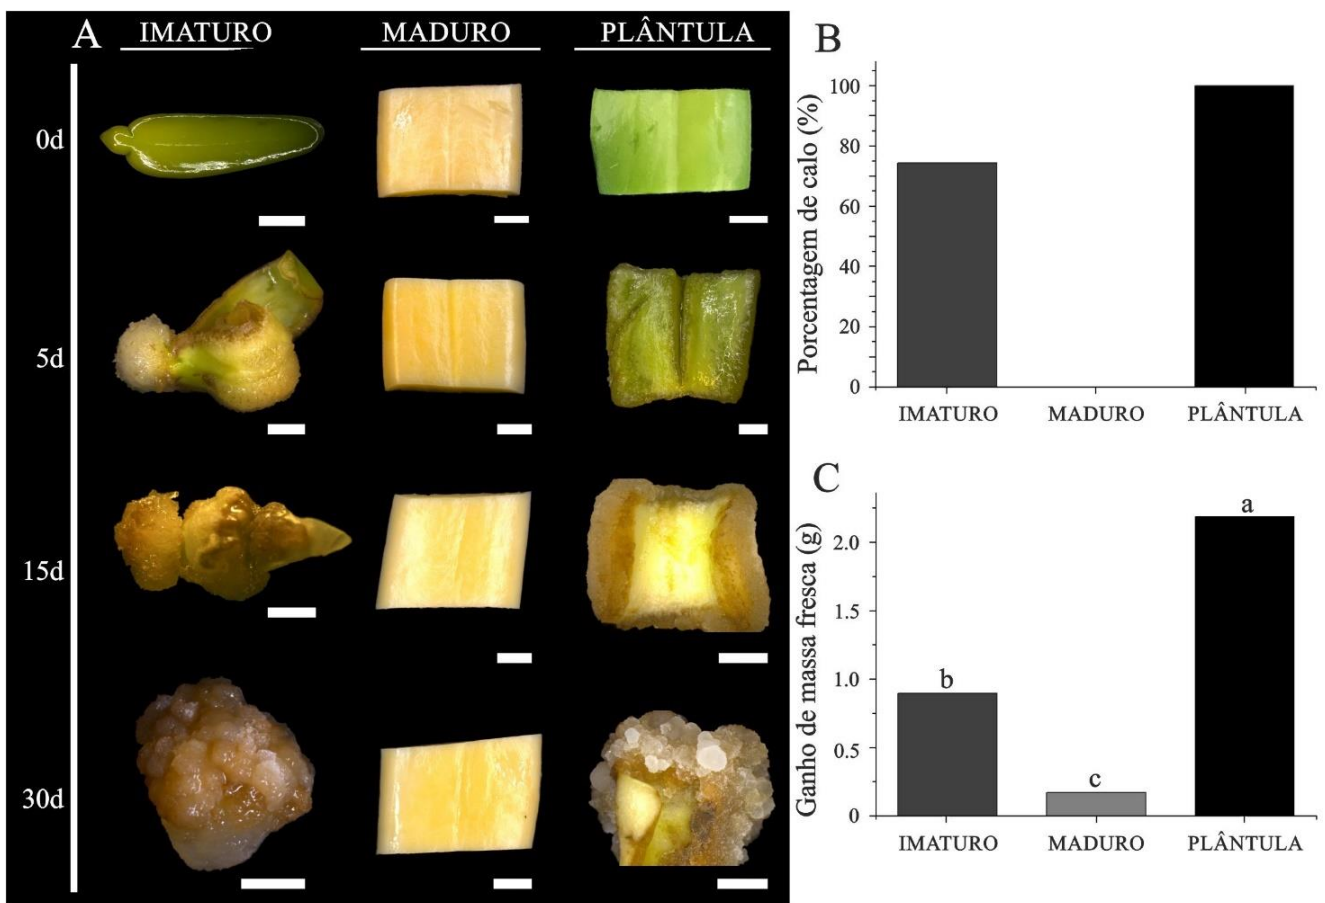 A
IMATURO
MADURO
PLÂNTULA
0d
5d
15d
30d
B
Porcentagem de calo (%)
100
80
60
40
20
0
IMATURO
MADURO
PLÂNTULA
C
Ganho de massa fresca (g)
2.0
1.5
1.0
0.5
0
b
c
a
IMATURO
MADURO
PLÂNTULA